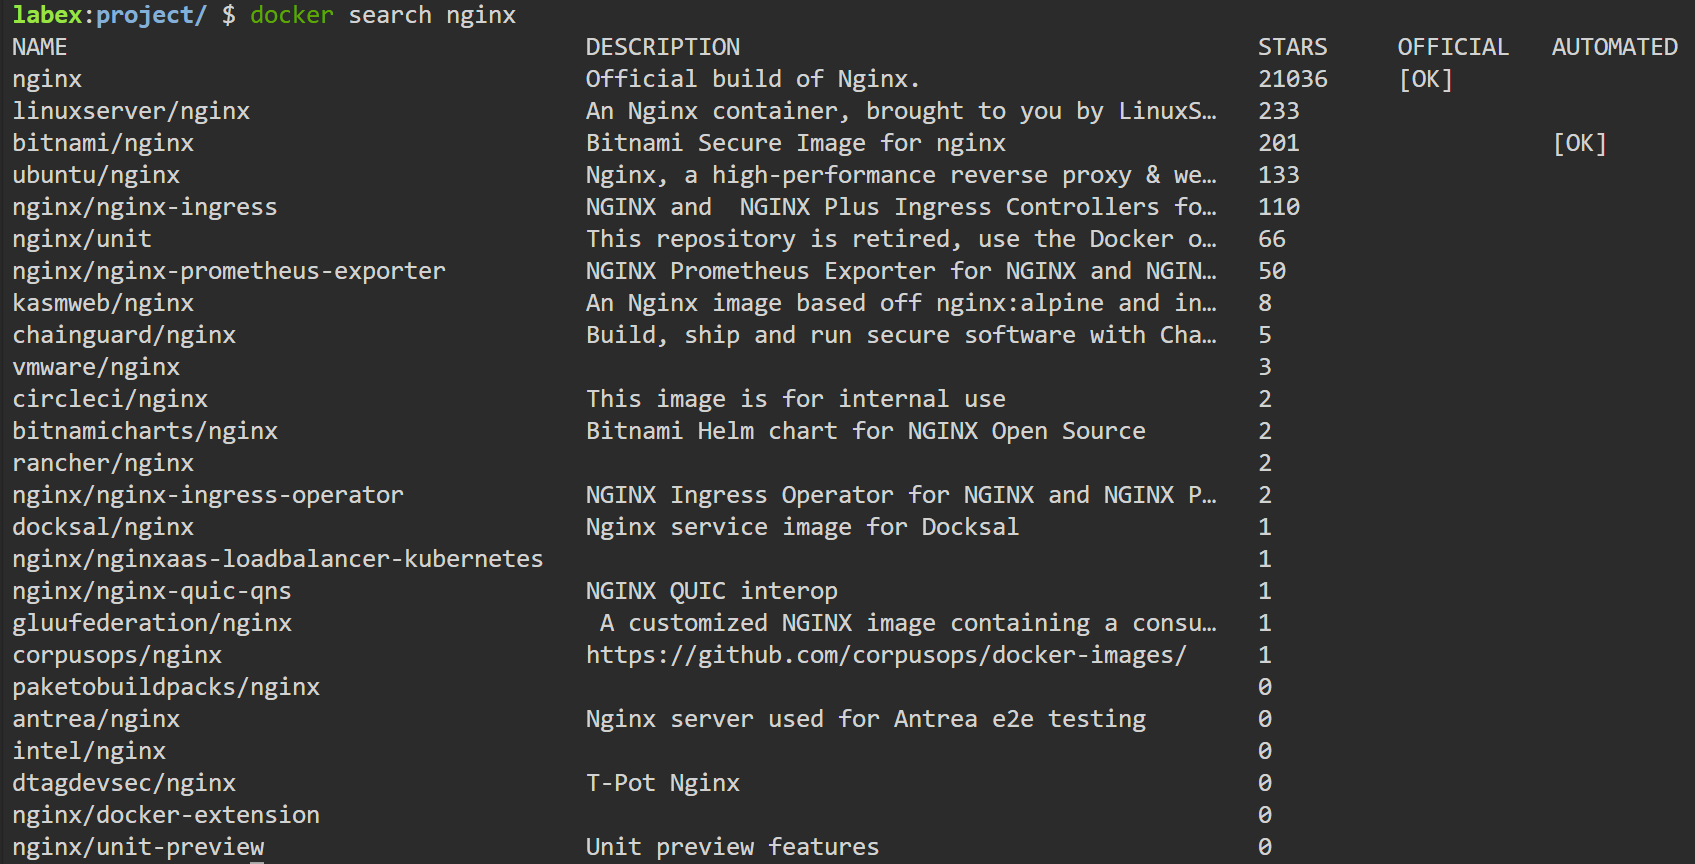 labex:project/ $ docker search nginx
NAME DESCRIPTION STARS OFFICIAL AUTOMATED
nginx Official build of Nginx. 21036 [OK]
linuxserver/nginx An Nginx container, brought to you by LinuxS… 233
bitnami/nginx Bitnami Secure Image for nginx 201 [OK]
ubuntu/nginx Nginx, a high-performance reverse proxy & we… 133
nginx/nginx-ingress NGINX and  NGINX Plus Ingress Controllers fo… 110
nginx/unit This repository is retired, use the Docker o… 66
nginx/nginx-prometheus-exporter NGINX Prometheus Exporter for NGINX and NGIN… 50
kasmweb/nginx An Nginx image based off nginx:alpine and in… 8
chainguard/nginx Build, ship and run secure software with Cha… 5
vmware/nginx 3
circleci/nginx This image is for internal use 2
bitnamicharts/nginx Bitnami Helm chart for NGINX Open Source 2
rancher/nginx 2
nginx/nginx-ingress-operator NGINX Ingress Operator for NGINX and NGINX P… 2
docksal/nginx Nginx service image for Docksal 1
nginx/nginxaas-loadbalancer-kubernetes 1
nginx/nginx-quic-qns NGINX QUIC interop 1
gluufederation/nginx A customized NGINX image containing a consu… 1
corpusops/nginx https://github.com/corpusops/docker-images/ 1
paketobuildpacks/nginx 0
antrea/nginx Nginx server used for Antrea e2e testing 0
intel/nginx 0
dtagdevsec/nginx T-Pot Nginx 0
nginx/docker-extension 0
nginx/unit-preview Unit preview features 0